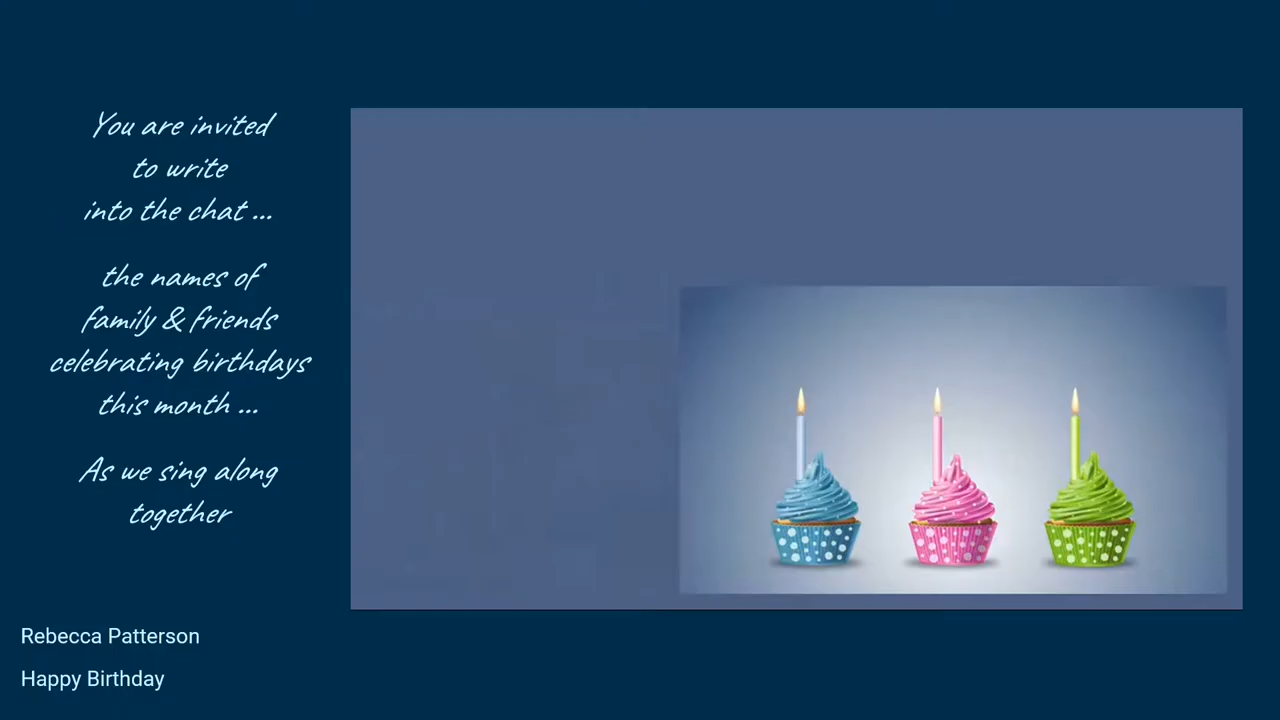 You are invited
to write
into the chat ...
the names of
family & friends
celebrating birthdays
this month ...
As we sing along
together
Rebecca Patterson
Happy Birthday